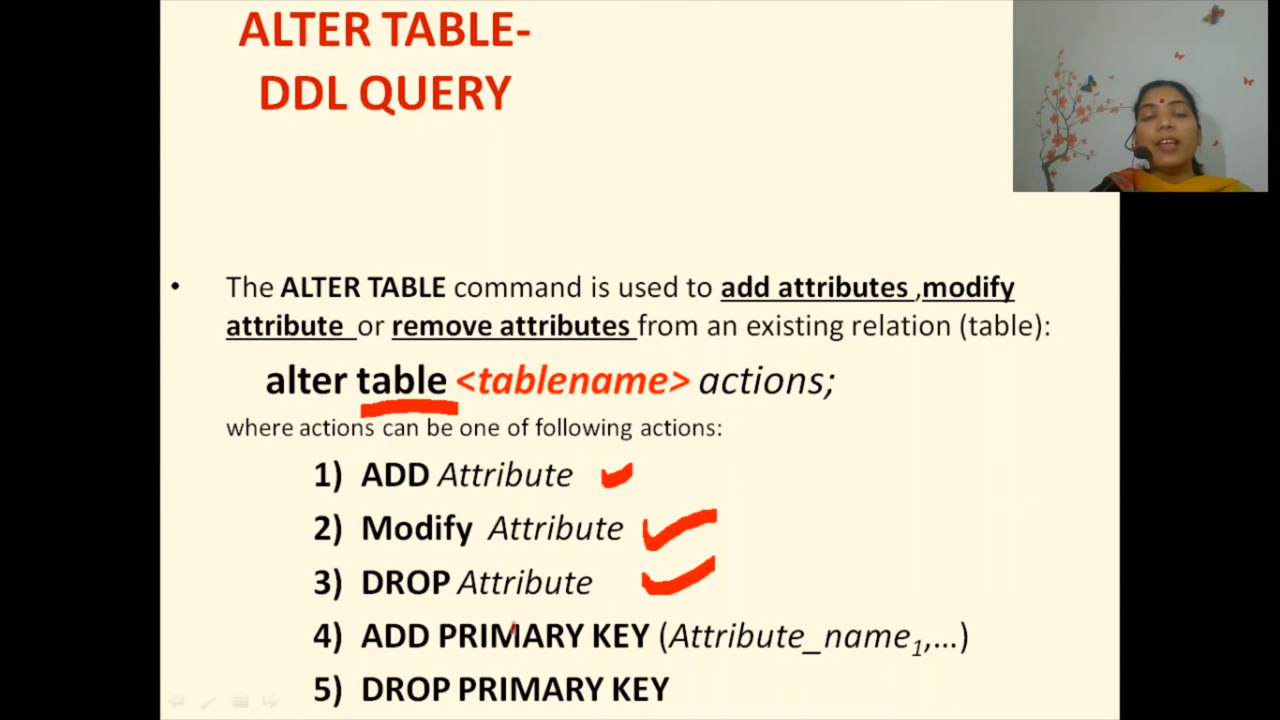 ALTER TABLE-
DDL QUERY
• The ALTER TABLE command is used to add attributes ,modify
attribute or remove attributes from an existing relation (table):
alter table <tablename> actions;
where actions can be one of following actions:
1) ADD Attribute
2) Modify Attribute
3) DROP Attribute
4) ADD PRIMARY KEY (Attribute_name1,...)
5) DROP PRIMARY KEY